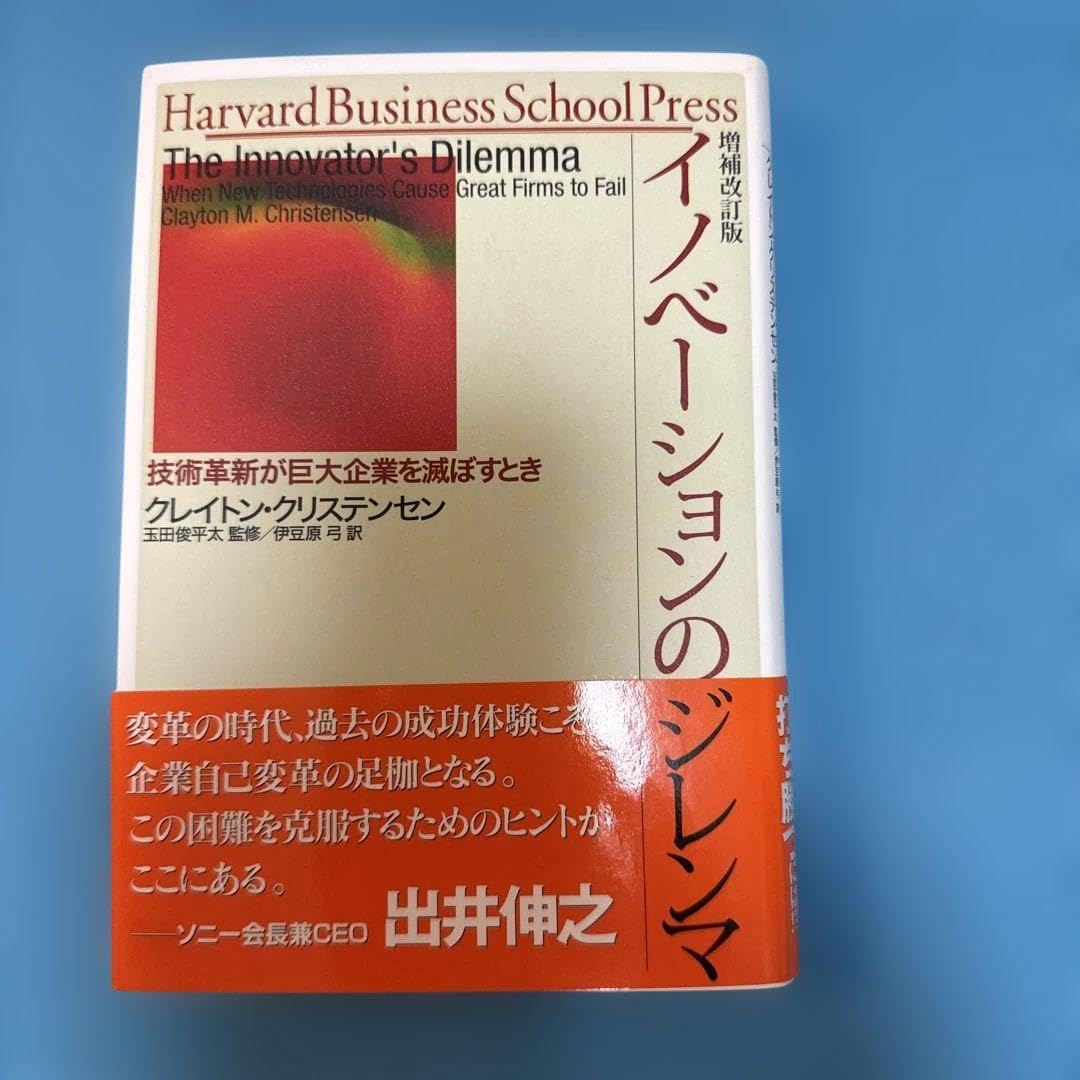 Harvard Business School Press
The Innovator's Dilemma
When New Technologies Cause Great Firms to Fail
Clayton M. Christensen
増補改訂版
イノベーションのジレンマ
技術革新が巨大企業を滅ぼすとき
クレイトン・クリステンセン
玉田俊平太 監修/伊豆原 弓 訳
変革の時代、過去の成功体験こそ
企業自己変革の足枷となる。
この困難を克服するためのヒントが
ここにある。
──ソニー会長兼CEO 出井伸之